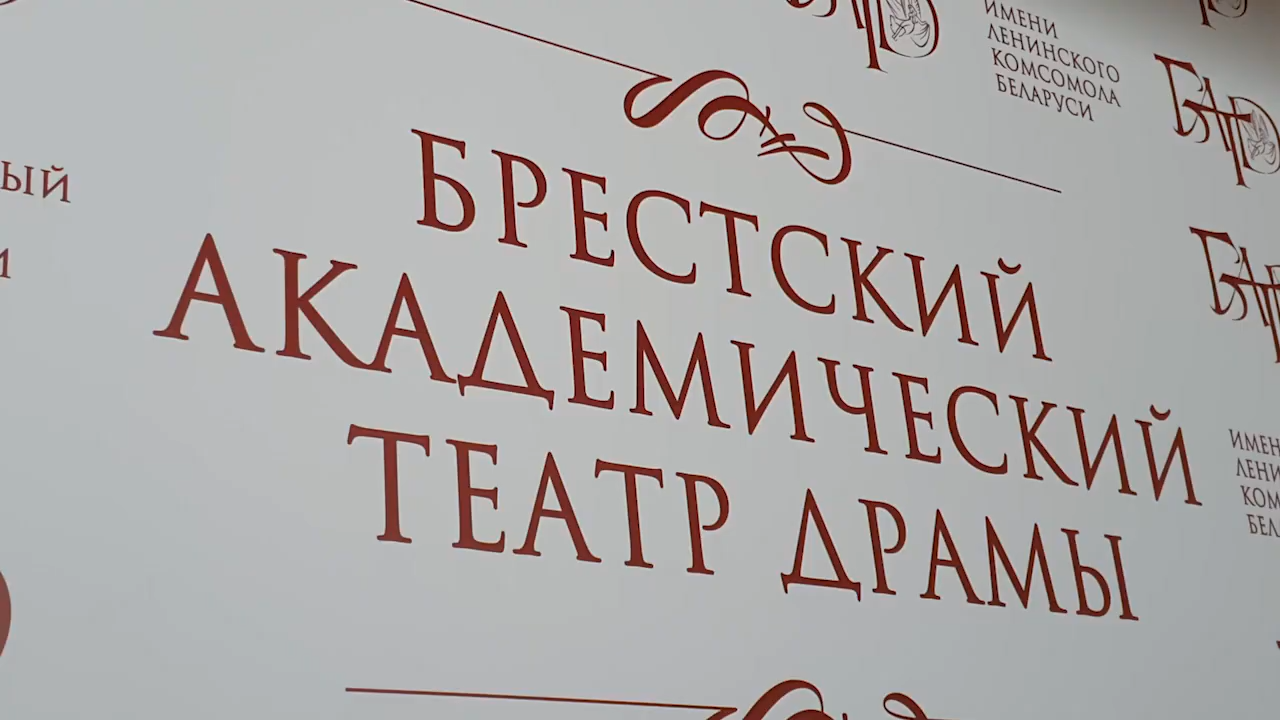 ИМЕНИ
ЛЕНИНСКОГО
КОМСОМОЛА
БЕЛАРУСИ
БРЕСТСКИЙ
АКАДЕМИЧЕСКИЙ
ТЕАТР ДРАМЫ